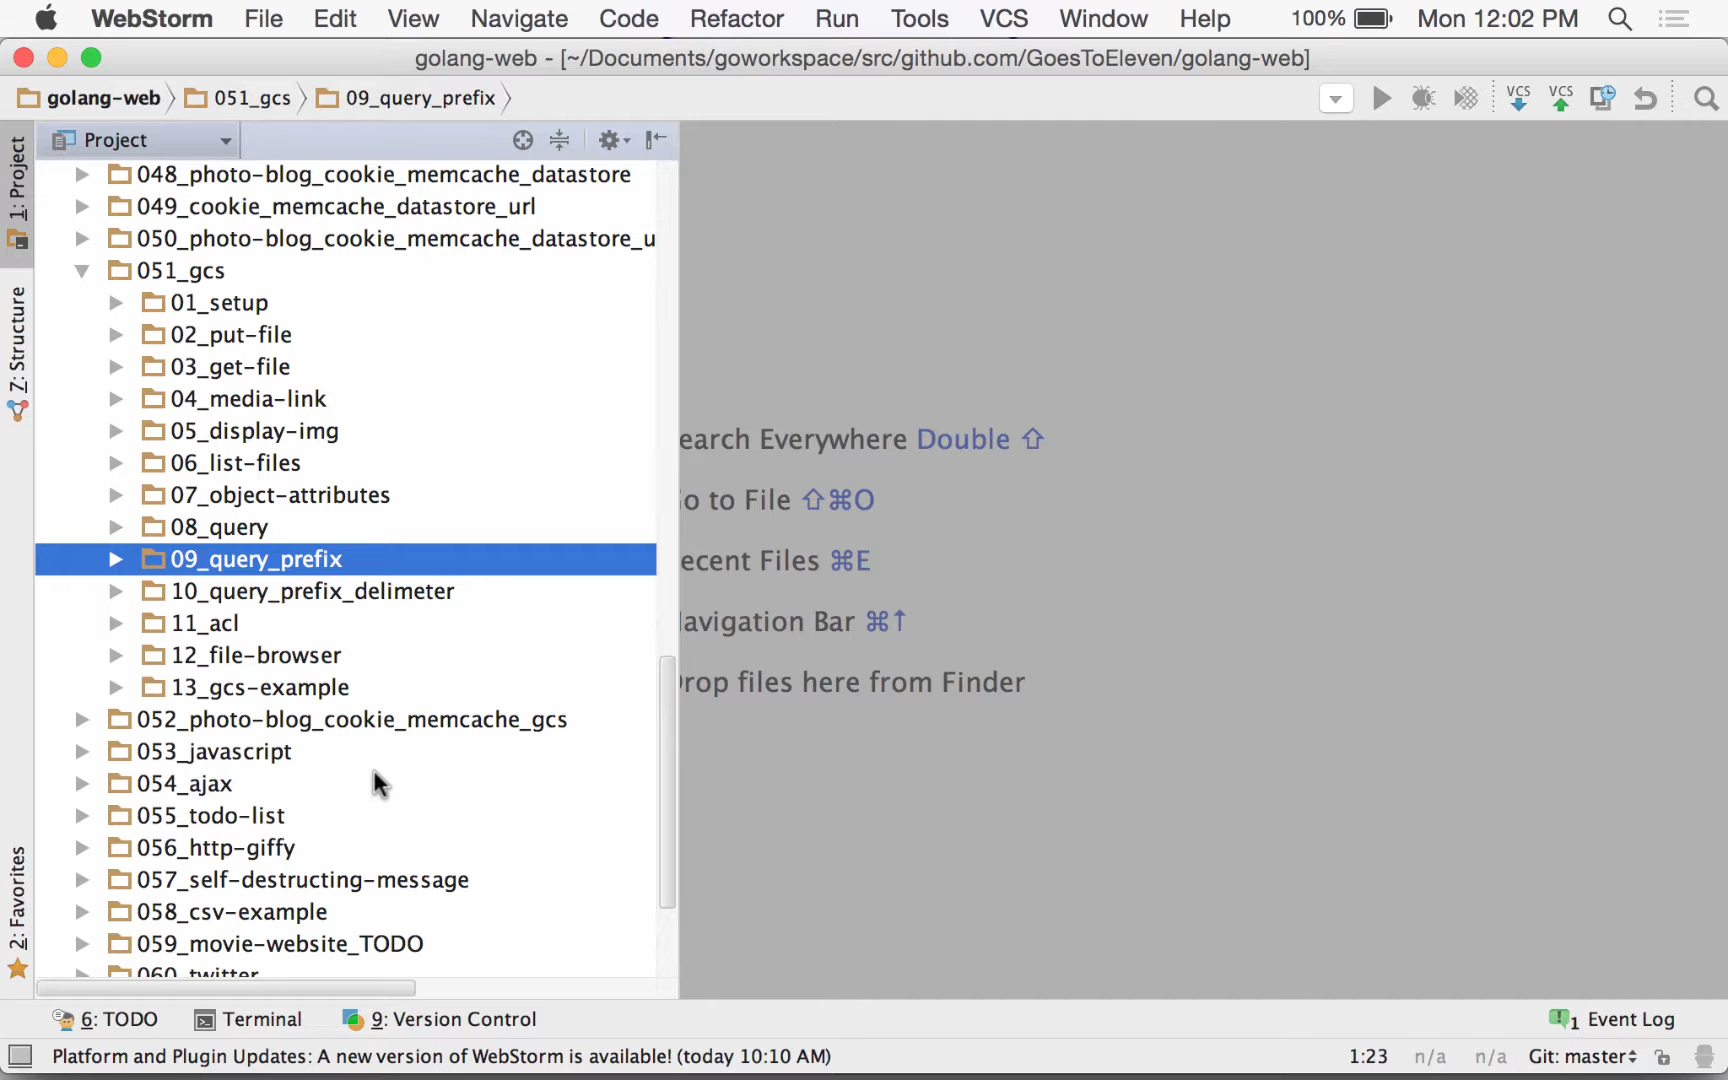 WebStorm File Edit View Navigate Code Refactor Run Tools VCS Window Help 100% Mon 12:02 PM
golang-web - [~/Documents/goworkspace/src/github.com/GoesToEleven/golang-web]
golang-web 051_gcs 09_query_prefix VCS VCS
1: Project
Project
7: Structure
2: Favorites
048_photo-blog_cookie_memcache_datastore
049_cookie_memcache_datastore_url
050_photo-blog_cookie_memcache_datastore_u
051_gcs
01_setup
02_put-file
03_get-file
04_media-link
05_display-img
06_list-files
07_object-attributes
08_query
09_query_prefix
10_query_prefix_delimeter
11_acl
12_file-browser
13_gcs-example
052_photo-blog_cookie_memcache_gcs
053_javascript
054_ajax
055_todo-list
056_http-giffy
057_self-destructing-message
058_csv-example
059_movie-website_TODO
060_twitter
earch Everywhere Double ⇧
o to File ⇧⌘O
ecent Files ⌘E
avigation Bar ⌘↑
rop files here from Finder
6: TODO Terminal 9: Version Control 1 Event Log
Platform and Plugin Updates: A new version of WebStorm is available! (today 10:10 AM) 1:23 n/a n/a Git: master